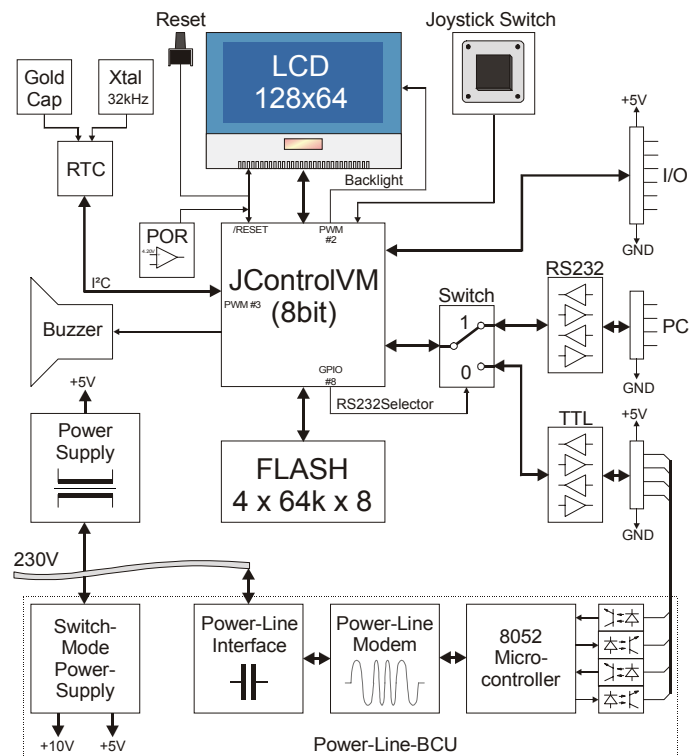 Reset
Joystick Switch
LCD
128x64
Gold
Cap
Xtal
32kHz
+5V
RTC
I/O
Backlight
POR
4.20v
/RESET
PWM
#2
GND
I²C
JControlVM
(8bit)
PWM #3
RS232
Switch
Buzzer
1
0
PC
GPIO
#8
RS232Selector
GND
+5V
TTL
+5V
Power
Supply
FLASH
4 x 64k x 8
GND
230V
Switch-
Mode
Power-
Supply
Power-Line
Interface
Power-Line
Modem
8052
Micro-
controller
+10V
+5V
Power-Line-BCU